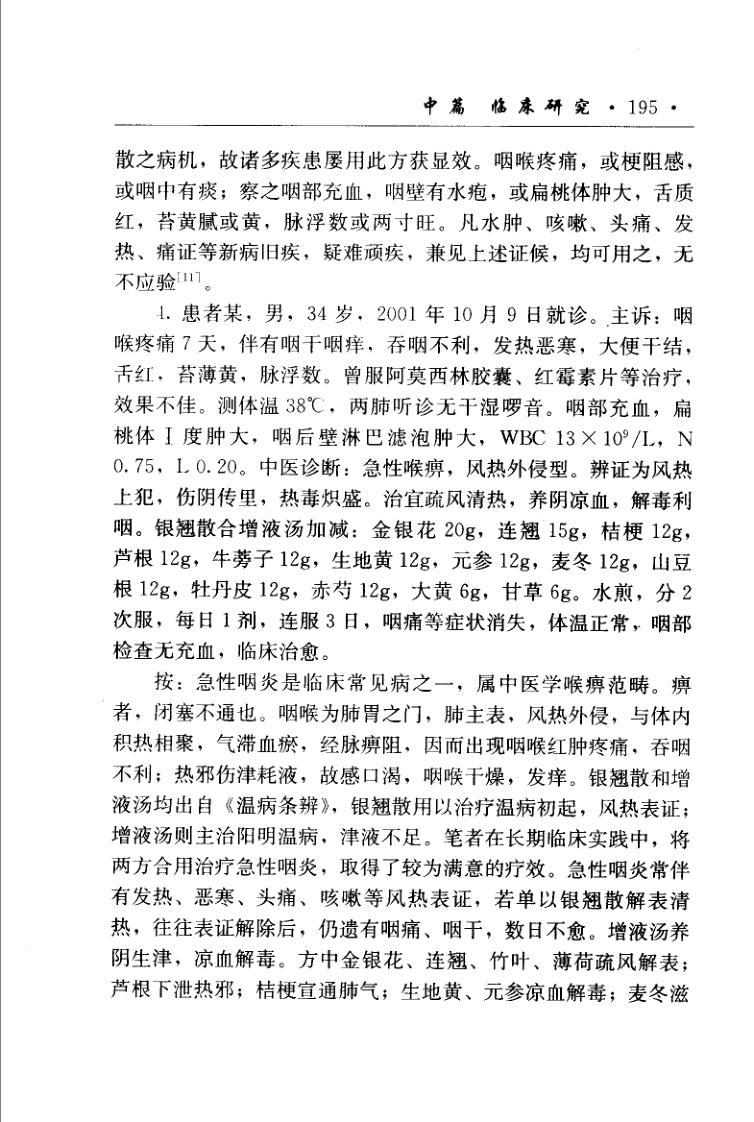 中篇 临床研究 · 195 ·
散之病机，故诸多疾患屡用此方获显效。咽喉疼痛，或梗阻感，
或咽中有痰；察之咽部充血，咽壁有水疱，或扁桃体肿大，舌质
红，苔黄腻或黄，脉浮数或两寸旺。凡水肿、咳嗽、头痛、发
热、痛证等新病旧疾，疑难顽疾，兼见上述证候，均可用之，无
不应验[11]。
4. 患者某，男，34 岁，2001 年 10 月 9 日就诊。主诉：咽
喉疼痛 7 天，伴有咽干咽痒，吞咽不利，发热恶寒，大便干结，
舌红，苔薄黄，脉浮数。曾服阿莫西林胶囊、红霉素片等治疗，
效果不佳。测体温 38℃，两肺听诊无干湿啰音。咽部充血，扁
桃体Ⅰ度肿大，咽后壁淋巴滤泡肿大，WBC 13×10⁹/L，N
0.75，L 0.20。中医诊断：急性喉痹，风热外侵型。辨证为风热
上犯，伤阴传里，热毒炽盛。治宜疏风清热，养阴凉血，解毒利
咽。银翘散合增液汤加减：金银花 20g，连翘 15g，桔梗 12g，
芦根 12g，牛蒡子 12g，生地黄 12g，元参 12g，麦冬 12g，山豆
根 12g，牡丹皮 12g，赤芍 12g，大黄 6g，甘草 6g。水煎，分 2
次服，每日 1 剂，连服 3 日，咽痛等症状消失，体温正常，咽部
检查无充血，临床治愈。
按：急性咽炎是临床常见病之一，属中医学喉痹范畴。痹
者，闭塞不通也。咽喉为肺胃之门，肺主表，风热外侵，与体内
积热相聚，气滞血瘀，经脉痹阻，因而出现咽喉红肿疼痛，吞咽
不利；热邪伤津耗液，故感口渴，咽喉干燥，发痒。银翘散和增
液汤均出自《温病条辨》，银翘散用以治疗温病初起，风热表证；
增液汤则主治阳明温病，津液不足。笔者在长期临床实践中，将
两方合用治疗急性咽炎，取得了较为满意的疗效。急性咽炎常伴
有发热、恶寒、头痛、咳嗽等风热表证，若单以银翘散解表清
热，往往表证解除后，仍遗有咽痛、咽干，数日不愈。增液汤养
阴生津，凉血解毒。方中金银花、连翘、竹叶、薄荷疏风解表；
芦根下泄热邪；桔梗宣通肺气；生地黄、元参凉血解毒；麦冬滋